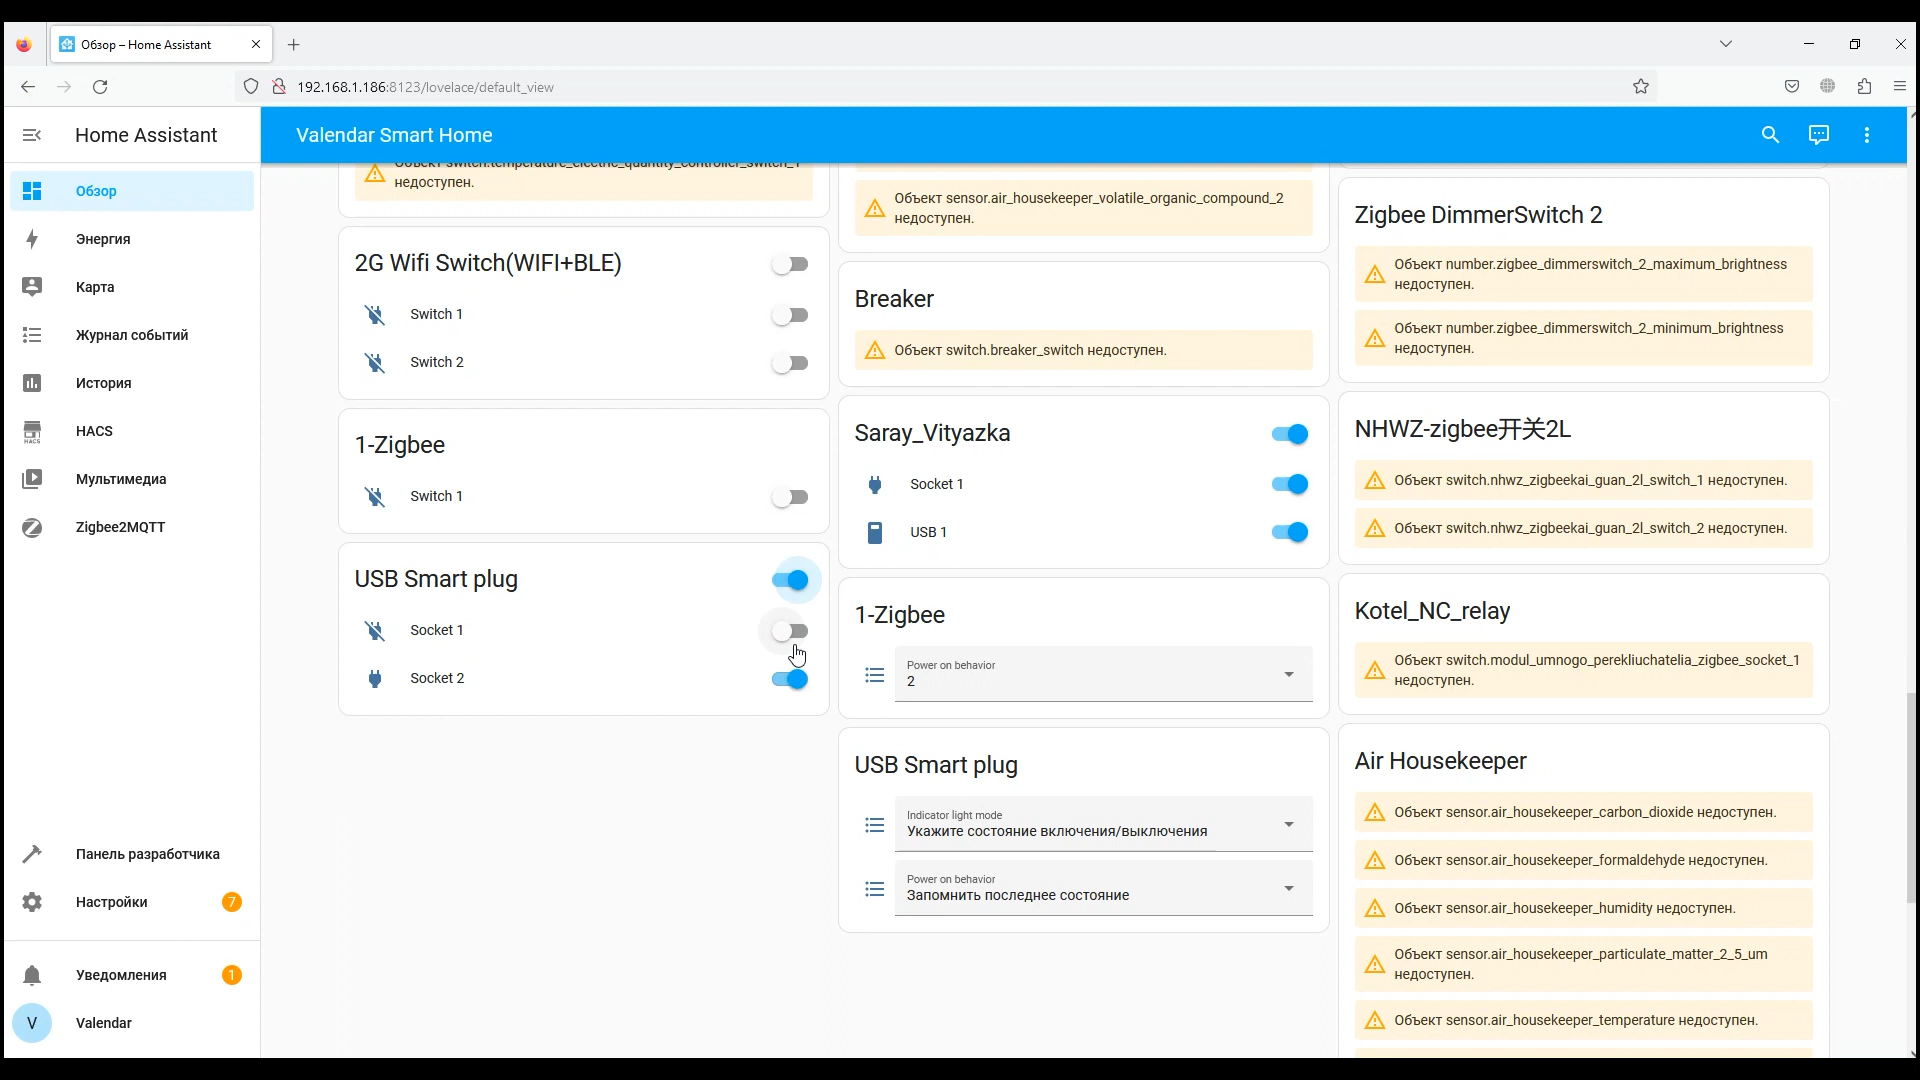 Обзор – Home Assistant
192.168.1.186:8123/lovelace/default_view
Home Assistant
Valendar Smart Home
Обзор
Энергия
Карта
Журнал событий
История
HACS
HACS
Мультимедиа
Zigbee2MQTT
Панель разработчика
Настройки
7
Уведомления
1
V
Valendar
Объект switch.temperature_electric_quantity_controller_switch_1
недоступен.
2G Wifi Switch(WIFI+BLE)
Switch 1
Switch 2
1-Zigbee
Switch 1
USB Smart plug
Socket 1
Socket 2
Объект sensor.air_housekeeper_volatile_organic_compound_2
недоступен.
Breaker
Объект switch.breaker_switch недоступен.
Saray_Vityazka
Socket 1
USB 1
1-Zigbee
Power on behavior
2
USB Smart plug
Indicator light mode
Укажите состояние включения/выключения
Power on behavior
Запомнить последнее состояние
Zigbee DimmerSwitch 2
Объект number.zigbee_dimmerswitch_2_maximum_brightness
недоступен.
Объект number.zigbee_dimmerswitch_2_minimum_brightness
недоступен.
NHWZ-zigbee开关2L
Объект switch.nhwz_zigbeekai_guan_2l_switch_1 недоступен.
Объект switch.nhwz_zigbeekai_guan_2l_switch_2 недоступен.
Kotel_NC_relay
Объект switch.modul_umnogo_perekliuchatelia_zigbee_socket_1
недоступен.
Air Housekeeper
Объект sensor.air_housekeeper_carbon_dioxide недоступен.
Объект sensor.air_housekeeper_formaldehyde недоступен.
Объект sensor.air_housekeeper_humidity недоступен.
Объект sensor.air_housekeeper_particulate_matter_2_5_um
недоступен.
Объект sensor.air_housekeeper_temperature недоступен.